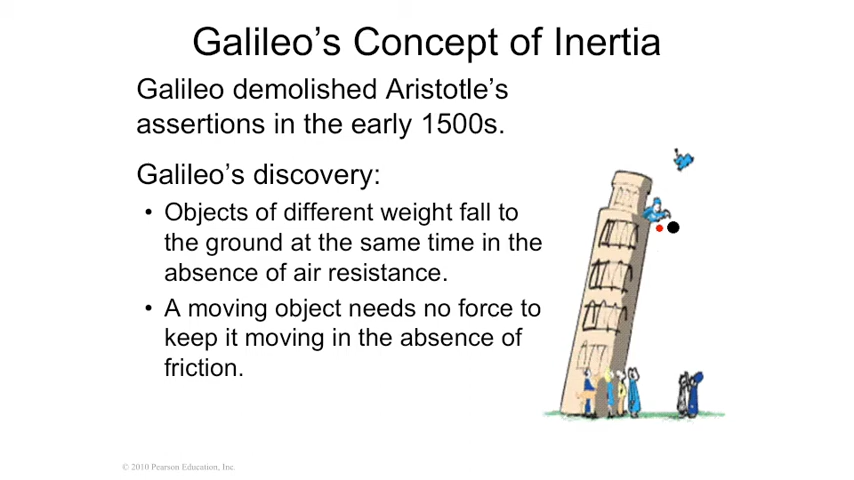 Galileo’s Concept of Inertia
Galileo demolished Aristotle’s
assertions in the early 1500s.
Galileo’s discovery:
• Objects of different weight fall to
the ground at the same time in the
absence of air resistance.
• A moving object needs no force to
keep it moving in the absence of
friction.
© 2010 Pearson Education, Inc.